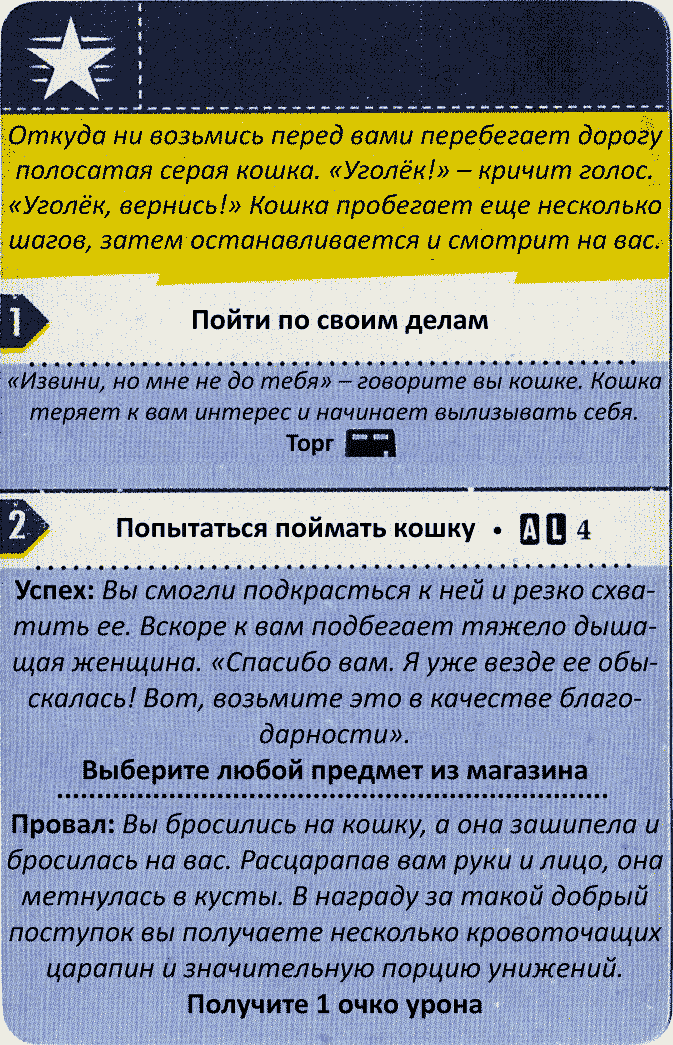 Откуда ни возьмись перед вами перебегает дорогу
полосатая серая кошка. «Уголёк!» – кричит голос.
«Уголёк, вернись!» Кошка пробегает еще несколько
шагов, затем останавливается и смотрит на вас.
1 Пойти по своим делам
«Извини, но мне не до тебя» – говорите вы кошке. Кошка
теряет к вам интерес и начинает вылизывать себя.
Торг
2 Попытаться поймать кошку • A L 4
Успех: Вы смогли подкрасться к ней и резко схва-
тить ее. Вскоре к вам подбегает тяжело дыша-
щая женщина. «Спасибо вам. Я уже везде ее обы-
скалась! Вот, возьмите это в качестве благо-
дарности».
Выберите любой предмет из магазина
Провал: Вы бросились на кошку, а она зашипела и
бросилась на вас. Расцарапав вам руки и лицо, она
метнулась в кусты. В награду за такой добрый
поступок вы получаете несколько кровоточащих
царапин и значительную порцию унижений.
Получите 1 очко урона